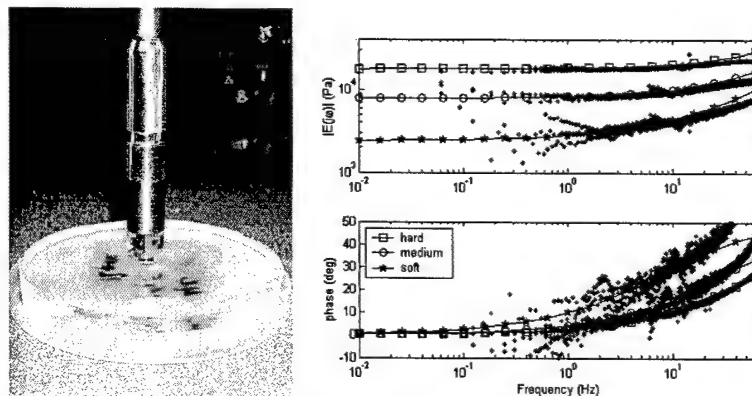 |E(jω)| (Pa)
10⁴
10³
10⁻² 10⁻¹ 10⁰ 10¹
phase (deg)
50
40
30
20
10
0
-10
hard
medium
soft
10⁻² 10⁻¹ 10⁰ 10¹
Frequency (Hz)